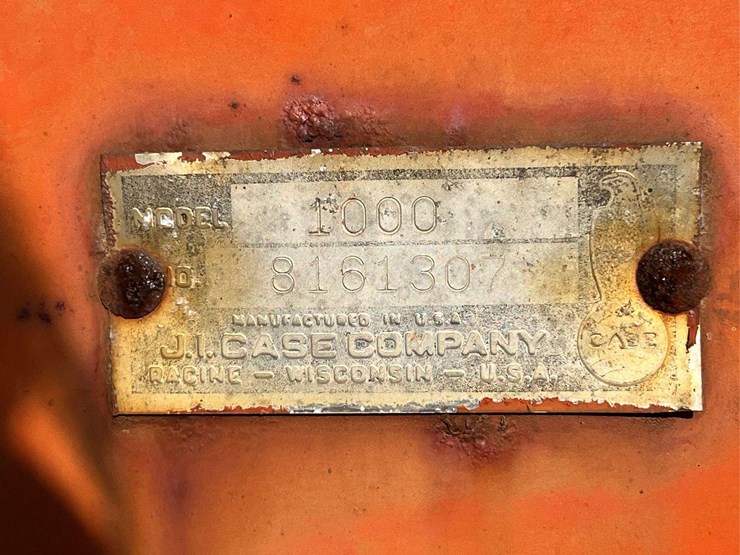 MODEL 1000
NO. 8161307
MANUFACTURED IN U.S.A.
J.I. CASE COMPANY
RACINE — WISCONSIN — U.S.A.
CASE